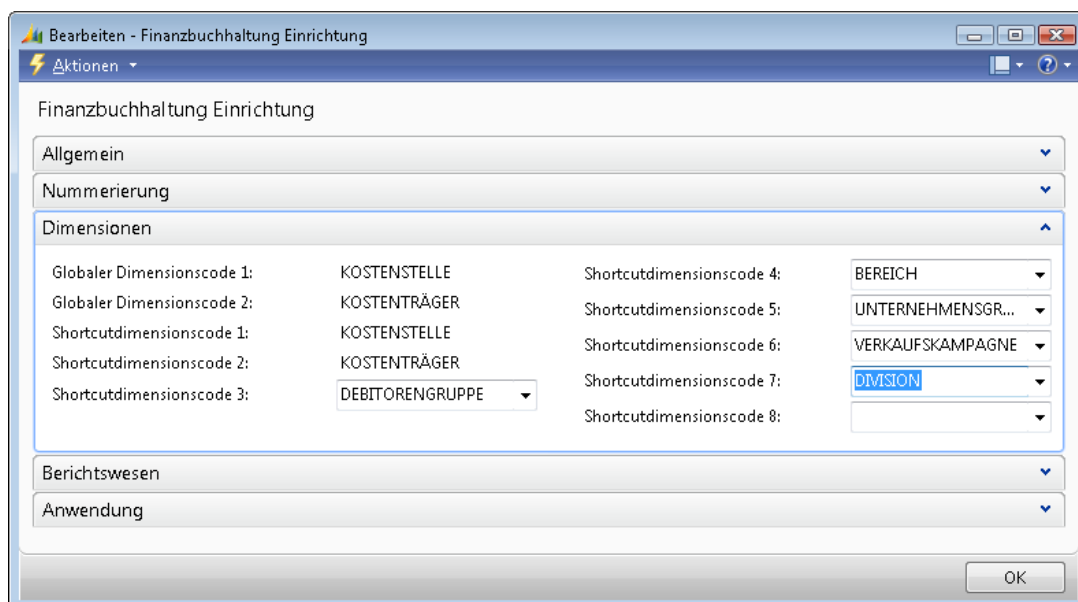 Bearbeiten - Finanzbuchhaltung Einrichtung
Aktionen
Finanzbuchhaltung Einrichtung
Allgemein
Nummerierung
Dimensionen
Globaler Dimensionscode 1: KOSTENSTELLE
Globaler Dimensionscode 2: KOSTENTRÄGER
Shortcutdimensionscode 1: KOSTENSTELLE
Shortcutdimensionscode 2: KOSTENTRÄGER
Shortcutdimensionscode 3: DEBITORENGRUPPE
Shortcutdimensionscode 4: BEREICH
Shortcutdimensionscode 5: UNTERNEHMENSGR...
Shortcutdimensionscode 6: VERKAUFSKAMPAGNE
Shortcutdimensionscode 7: DIVISION
Shortcutdimensionscode 8:
Berichtswesen
Anwendung
OK